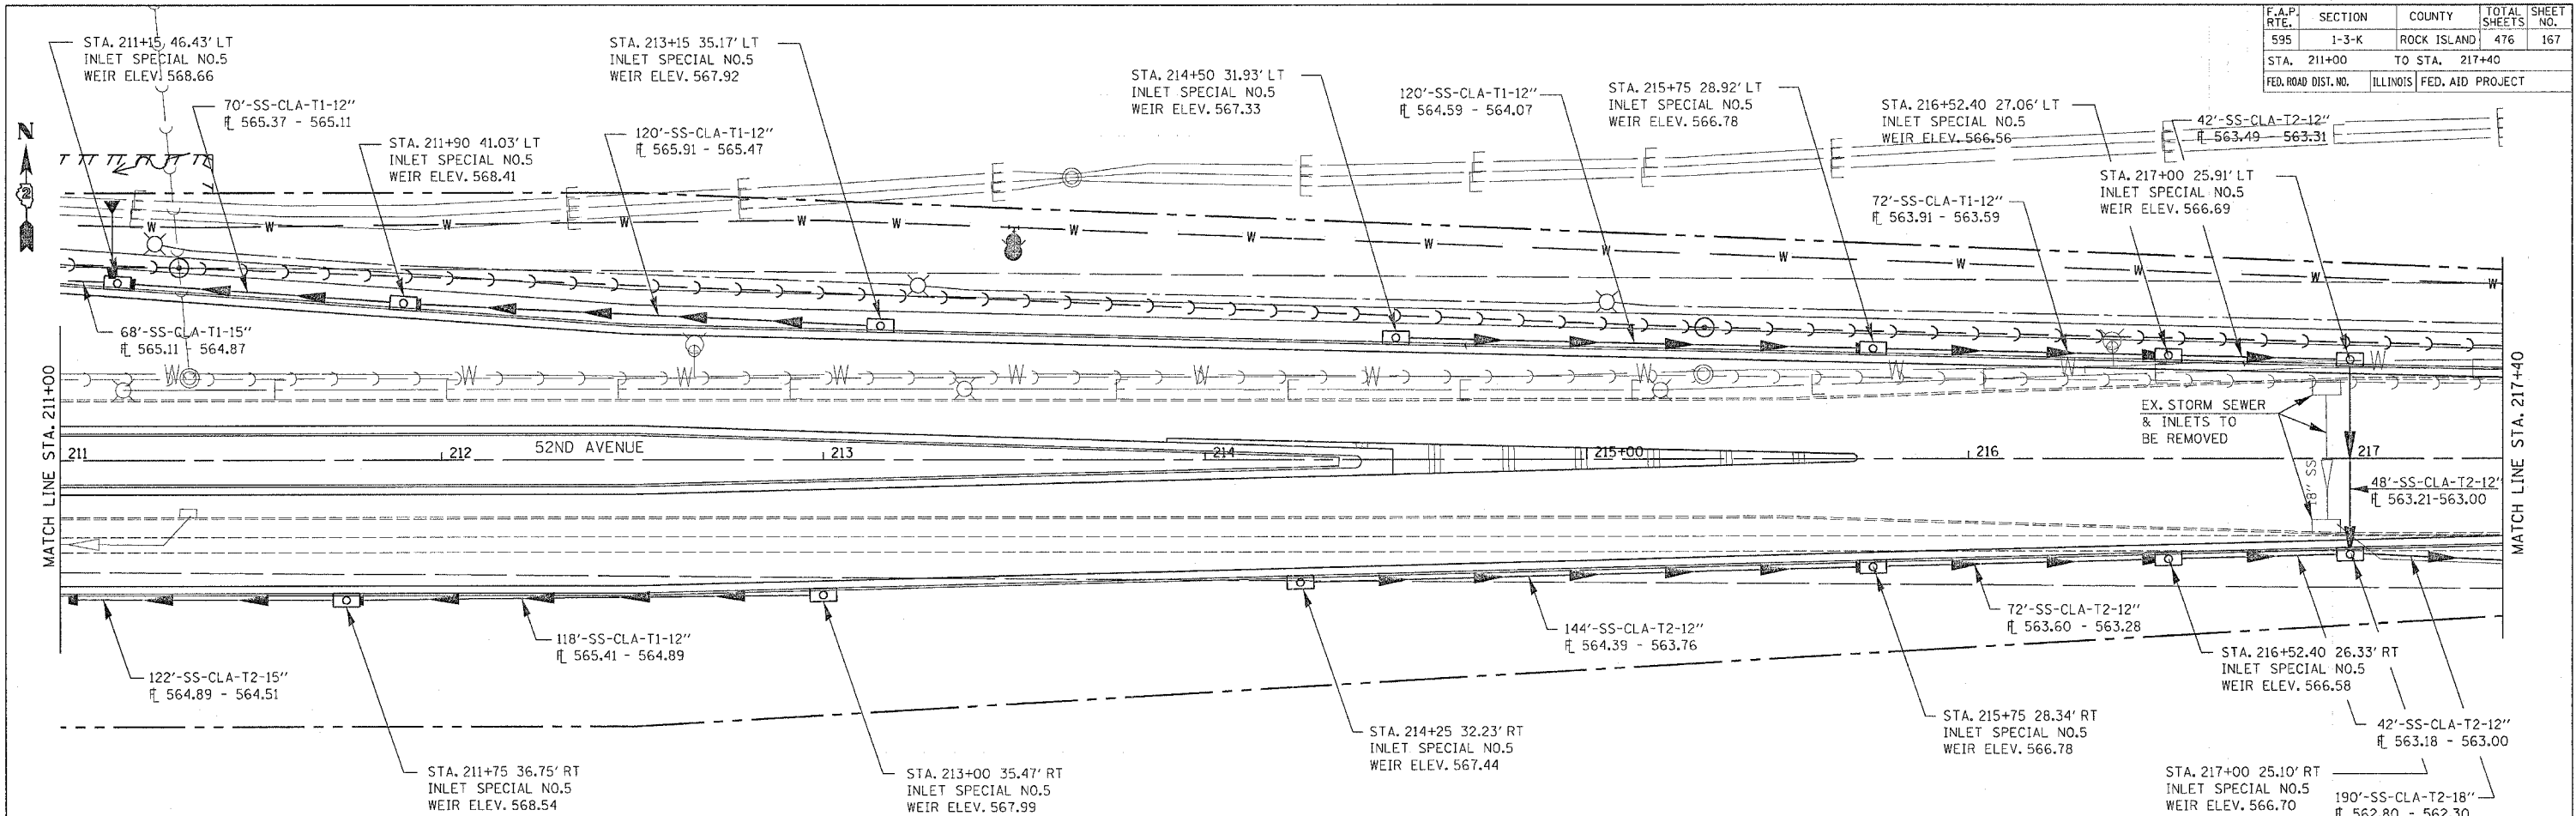 F.A.P. RTE. SECTION COUNTY TOTAL SHEETS SHEET NO.
595 1-3-K ROCK ISLAND 476 167
STA. 211+00 TO STA. 217+40
FED. ROAD DIST. NO. ILLINOIS FED. AID PROJECT
STA. 211+15 46.43' LT
INLET SPECIAL NO.5
WEIR ELEV. 568.66
70'-SS-CLA-T1-12"
FL 565.37 - 565.11
STA. 211+90 41.03' LT
INLET SPECIAL NO.5
WEIR ELEV. 568.41
STA. 213+15 35.17' LT
INLET SPECIAL NO.5
WEIR ELEV. 567.92
120'-SS-CLA-T1-12"
FL 565.91 - 565.47
STA. 214+50 31.93' LT
INLET SPECIAL NO.5
WEIR ELEV. 567.33
120'-SS-CLA-T1-12"
FL 564.59 - 564.07
STA. 215+75 28.92' LT
INLET SPECIAL NO.5
WEIR ELEV. 566.78
STA. 216+52.40 27.06' LT
INLET SPECIAL NO.5
WEIR ELEV. 566.56
42'-SS-CLA-T2-12"
FL 563.49 - 563.31
STA. 217+00 25.91' LT
INLET SPECIAL NO.5
WEIR ELEV. 566.69
72'-SS-CLA-T1-12"
FL 563.91 - 563.59
N
2
W W W W W W W W W W W W W W
68'-SS-CLA-T1-15"
FL 565.11 - 564.87
W W W W W W W W W W W
MATCH LINE STA. 211+00
211 212 52ND AVENUE 213 214 215+00 216 217
EX. STORM SEWER
& INLETS TO
BE REMOVED
18" SS
48'-SS-CLA-T2-12"
FL 563.21-563.00
MATCH LINE STA. 217+40
122'-SS-CLA-T2-15"
FL 564.89 - 564.51
118'-SS-CLA-T1-12"
FL 565.41 - 564.89
144'-SS-CLA-T2-12"
FL 564.39 - 563.76
72'-SS-CLA-T2-12"
FL 563.60 - 563.28
STA. 216+52.40 26.33' RT
INLET SPECIAL NO.5
WEIR ELEV. 566.58
42'-SS-CLA-T2-12"
FL 563.18 - 563.00
STA. 211+75 36.75' RT
INLET SPECIAL NO.5
WEIR ELEV. 568.54
STA. 213+00 35.47' RT
INLET SPECIAL NO.5
WEIR ELEV. 567.99
STA. 214+25 32.23' RT
INLET SPECIAL NO.5
WEIR ELEV. 567.44
STA. 215+75 28.34' RT
INLET SPECIAL NO.5
WEIR ELEV. 566.78
STA. 217+00 25.10' RT
INLET SPECIAL NO.5
WEIR ELEV. 566.70
190'-SS-CLA-T2-18"
FL 562.80 - 562.30